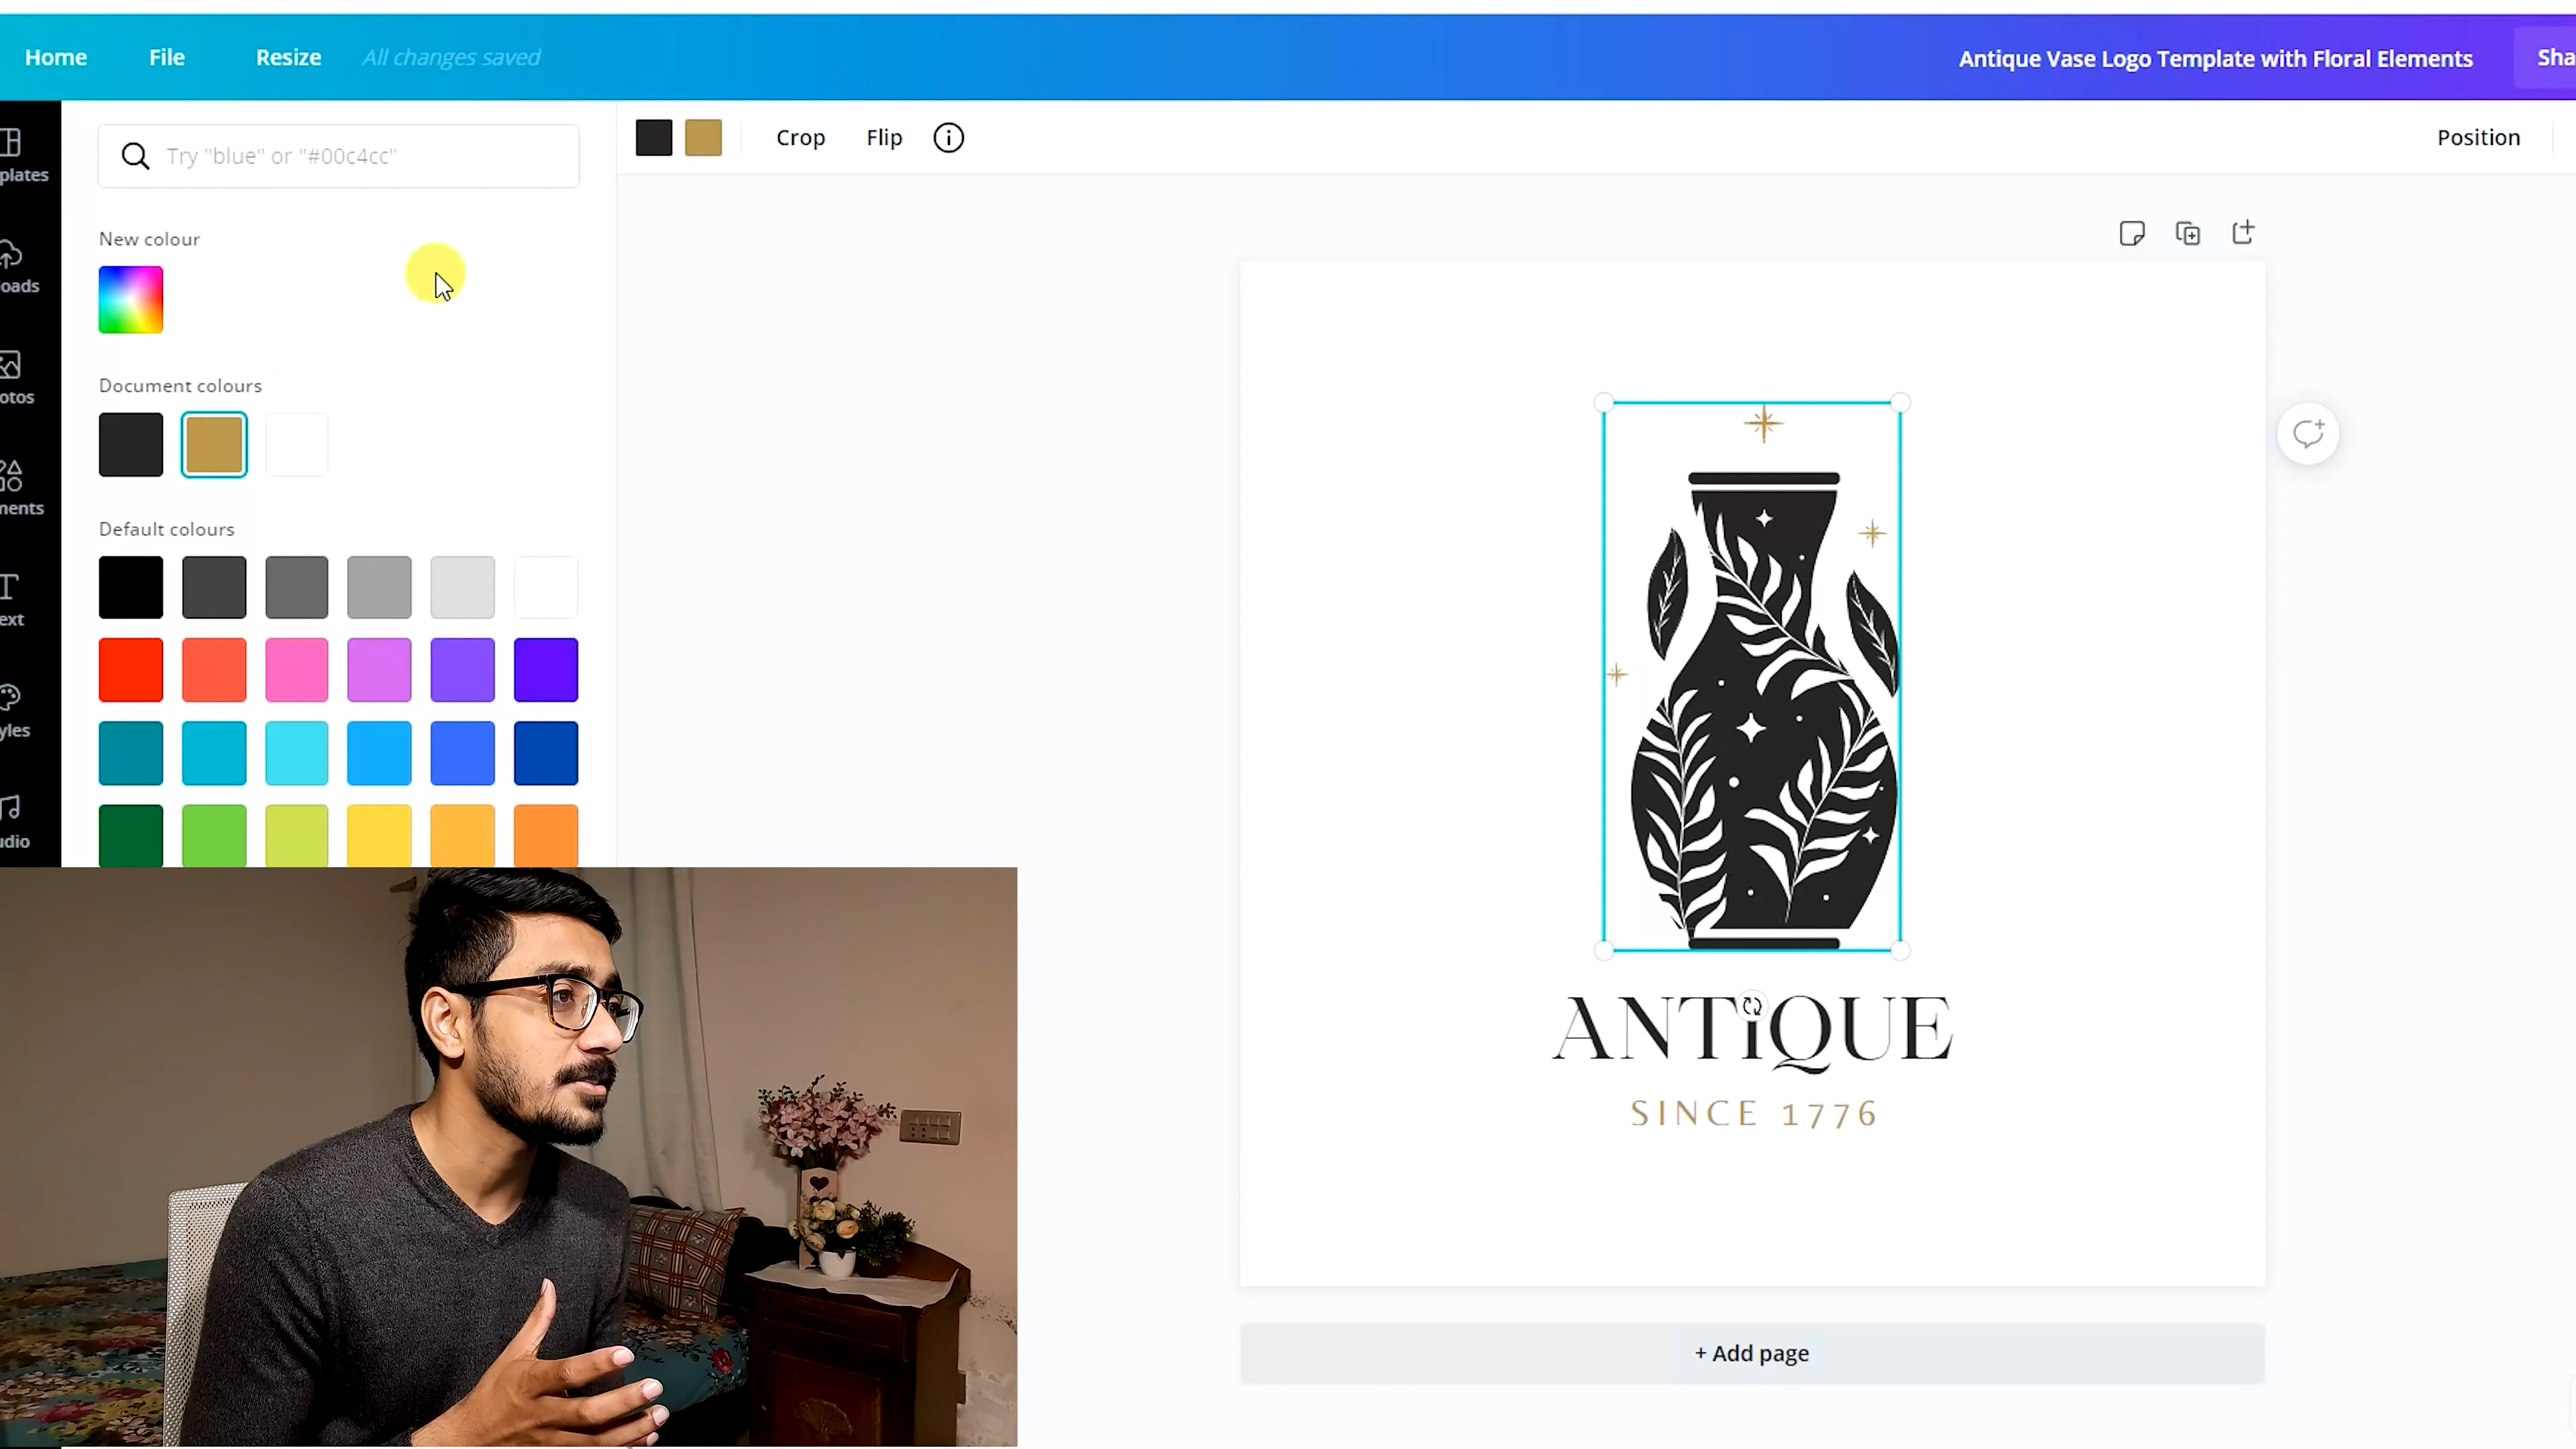 Home File Resize All changes saved Antique Vase Logo Template with Floral Elements Sha
plates
oads
otos
ments
ext
yles
udio
Try "blue" or "#00c4cc"
New colour
Document colours
Default colours
Crop Flip Position
ANTIQUE
SINCE 1776
+ Add page